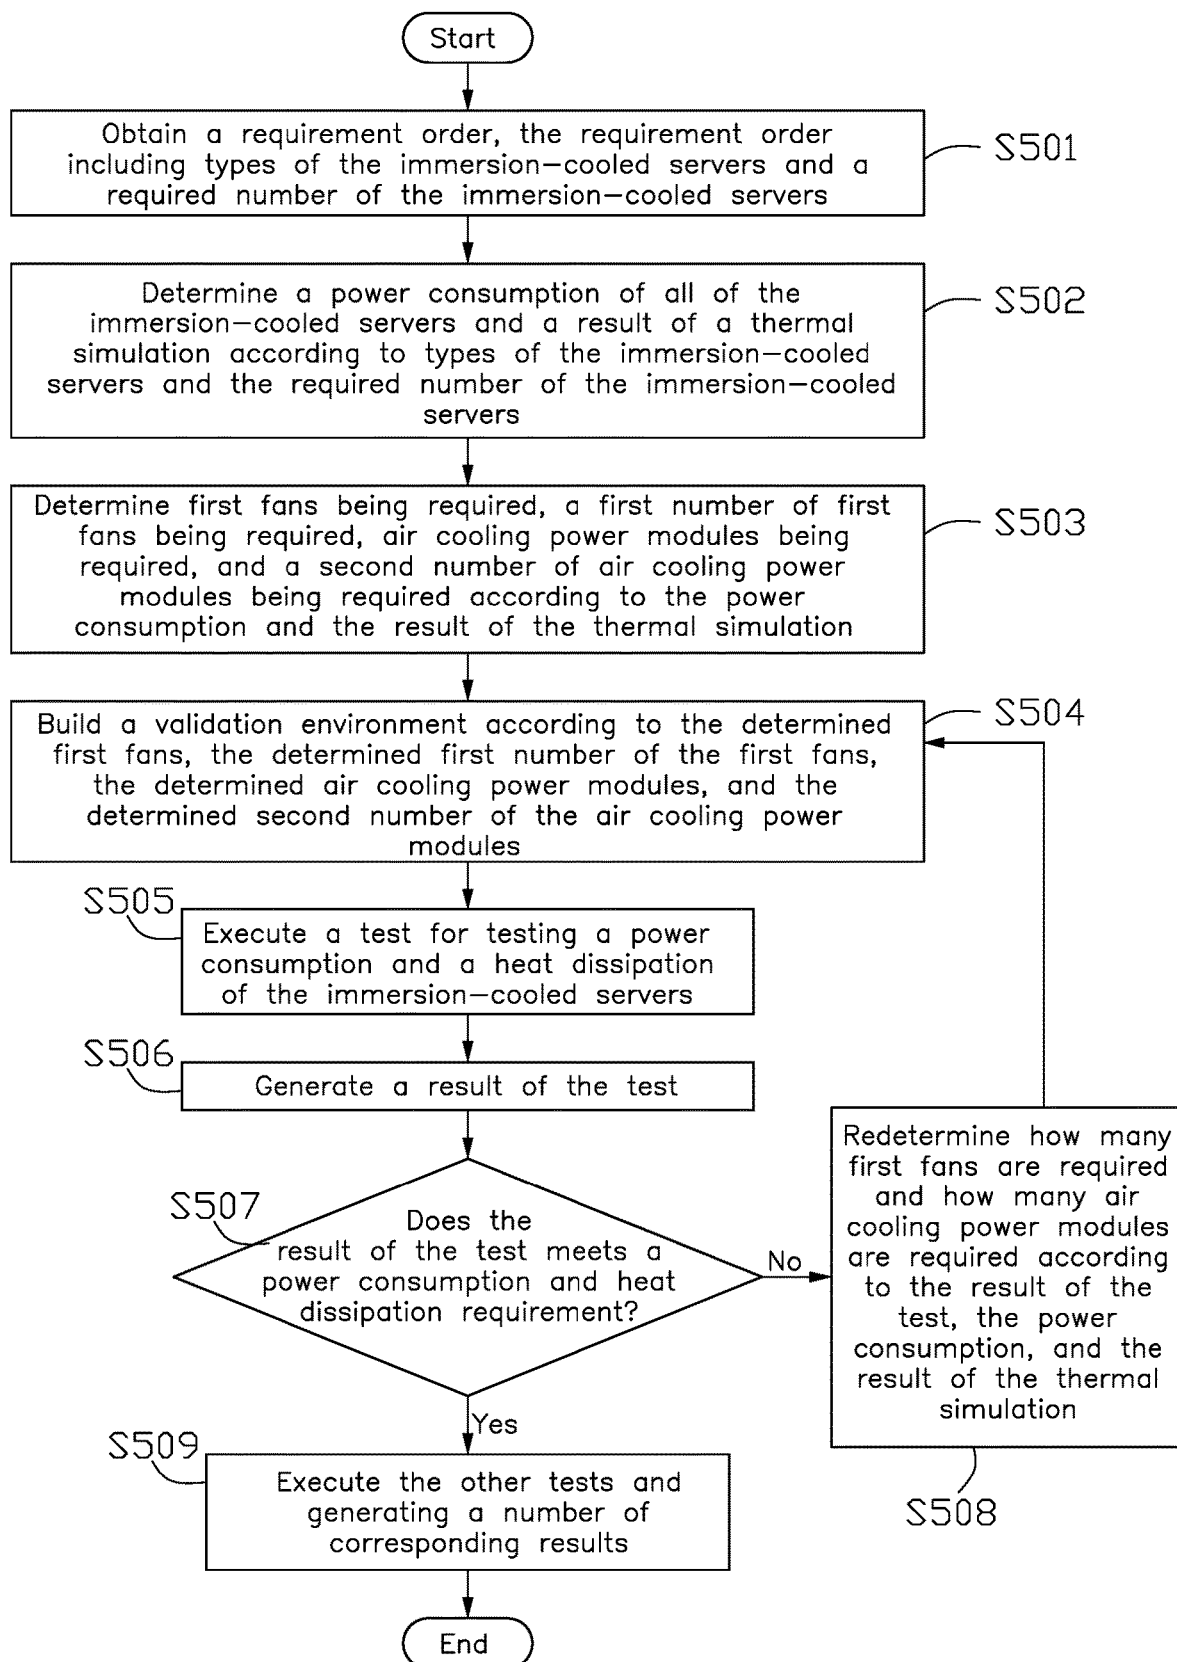 Start
Obtain a requirement order, the requirement order
including types of the immersion-cooled servers and a
required number of the immersion-cooled servers
S501
Determine a power consumption of all of the
immersion-cooled servers and a result of a thermal
simulation according to types of the immersion-cooled
servers and the required number of the immersion-cooled
servers
S502
Determine first fans being required, a first number of first
fans being required, air cooling power modules being
required, and a second number of air cooling power
modules being required according to the power
consumption and the result of the thermal simulation
S503
Build a validation environment according to the determined
first fans, the determined first number of the first fans,
the determined air cooling power modules, and the
determined second number of the air cooling power
modules
S504
S505
Execute a test for testing a power
consumption and a heat dissipation
of the immersion-cooled servers
S506
Generate a result of the test
S507
Does the
result of the test meets a
power consumption and heat
dissipation requirement?
No
Redetermine how many
first fans are required
and how many air
cooling power modules
are required according
to the result of the
test, the power
consumption, and the
result of the thermal
simulation
S508
Yes
S509
Execute the other tests and
generating a number of
corresponding results
End